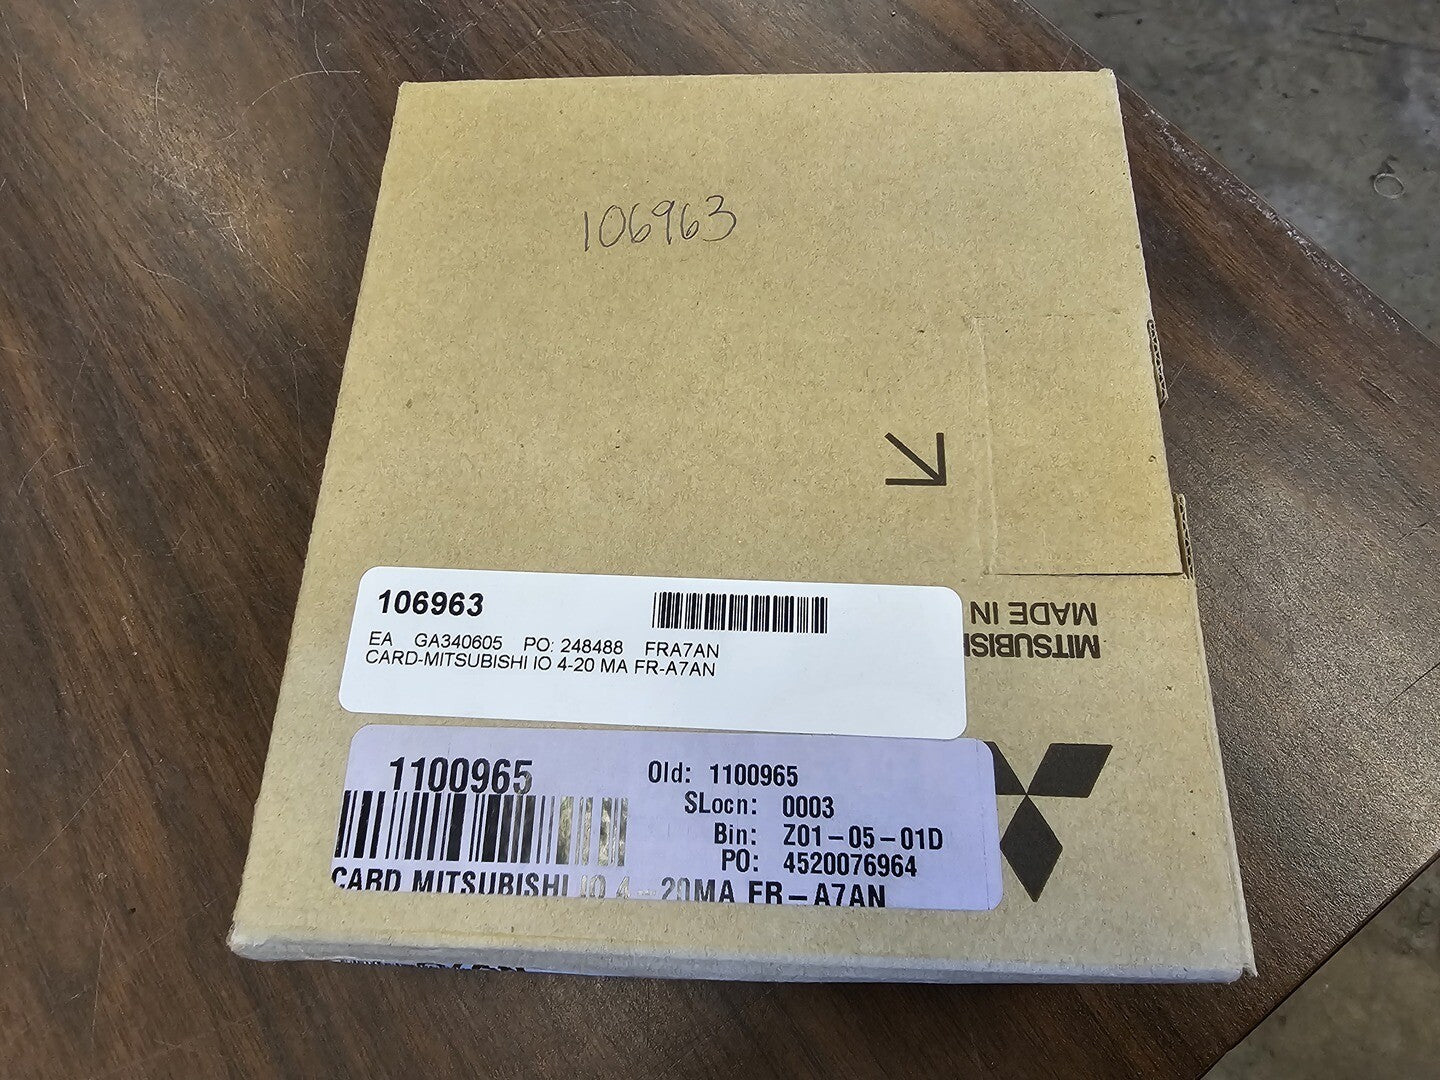 106963
106963
EA GA340605 PO: 248488 FRA7AN
CARD-MITSUBISHI IO 4-20 MA FR-A7AN
MADE IN
MITSUBISH
1100965
Old: 1100965
SLocn: 0003
Bin: Z01-05-01D
PO: 4520076964
CARD MITSUBISHI IO 4-20MA FR-A7AN